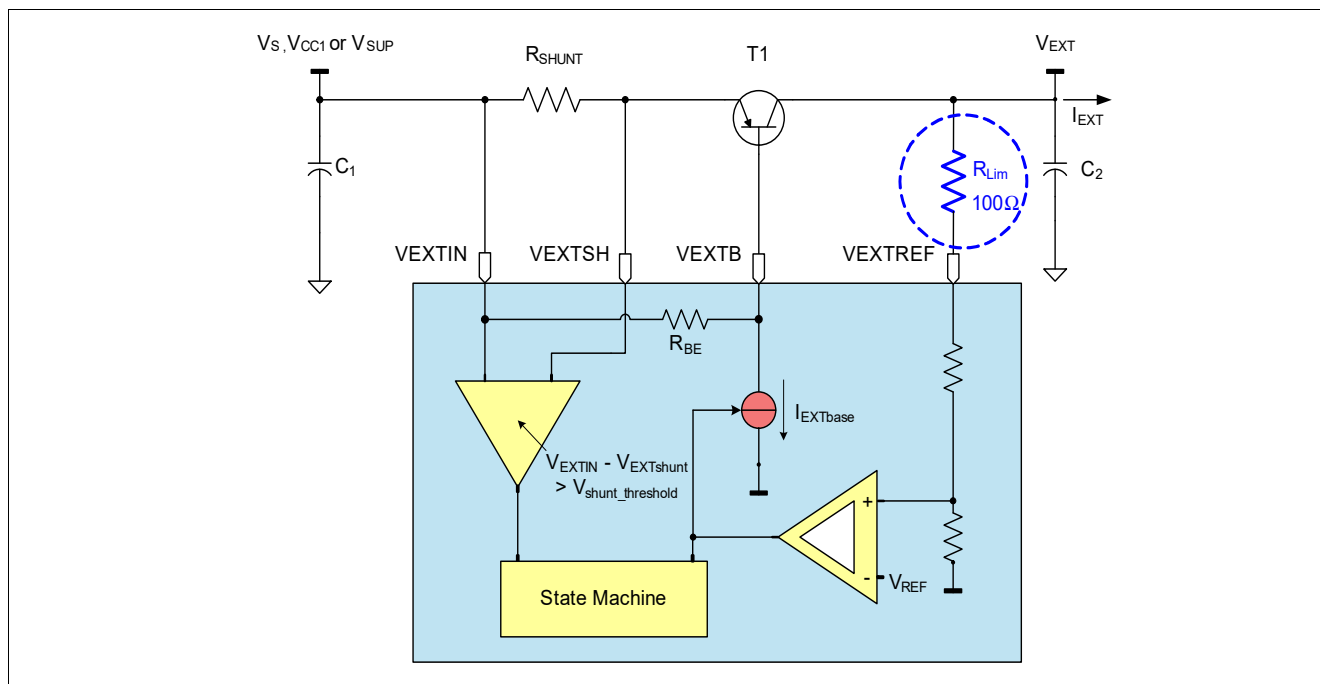 VS,VCC1 or VSUP
RSHUNT
T1
VEXT
IEXT
C1
RLim
100Ω
C2
VEXTIN
VEXTSH
VEXTB
VEXTREF
RBE
IEXTbase
VEXTIN - VEXTshunt
> Vshunt_threshold
+
-
VREF
State Machine